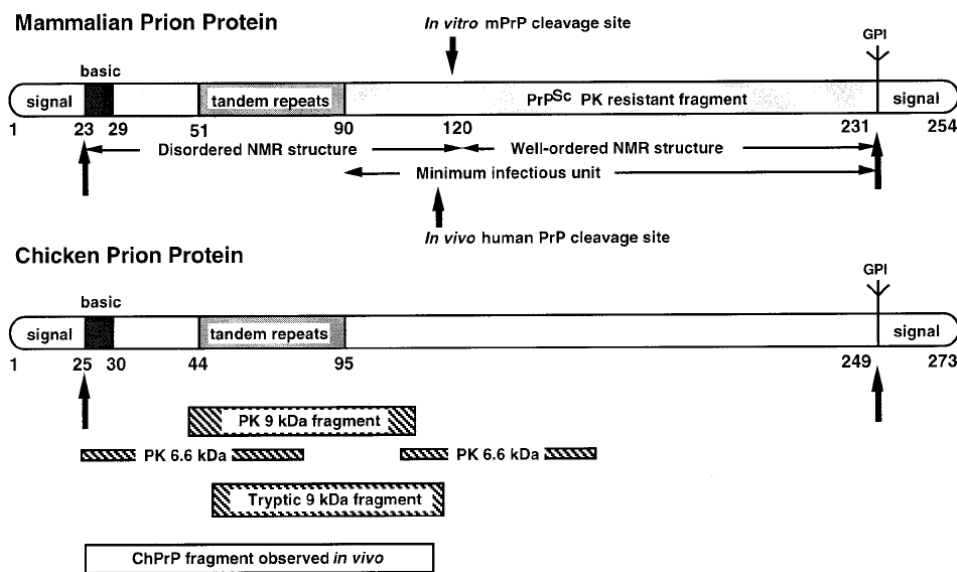 Mammalian Prion Protein
In vitro mPrP cleavage site
GPI
basic
signal
tandem repeats
PrPSc PK resistant fragment
signal
1 23 29 51 90 120 231 254
Disordered NMR structure
Well-ordered NMR structure
Minimum infectious unit
In vivo human PrP cleavage site
Chicken Prion Protein
GPI
basic
signal
tandem repeats
signal
1 25 30 44 95 249 273
PK 9 kDa fragment
PK 6.6 kDa
PK 6.6 kDa
Tryptic 9 kDa fragment
ChPrP fragment observed in vivo